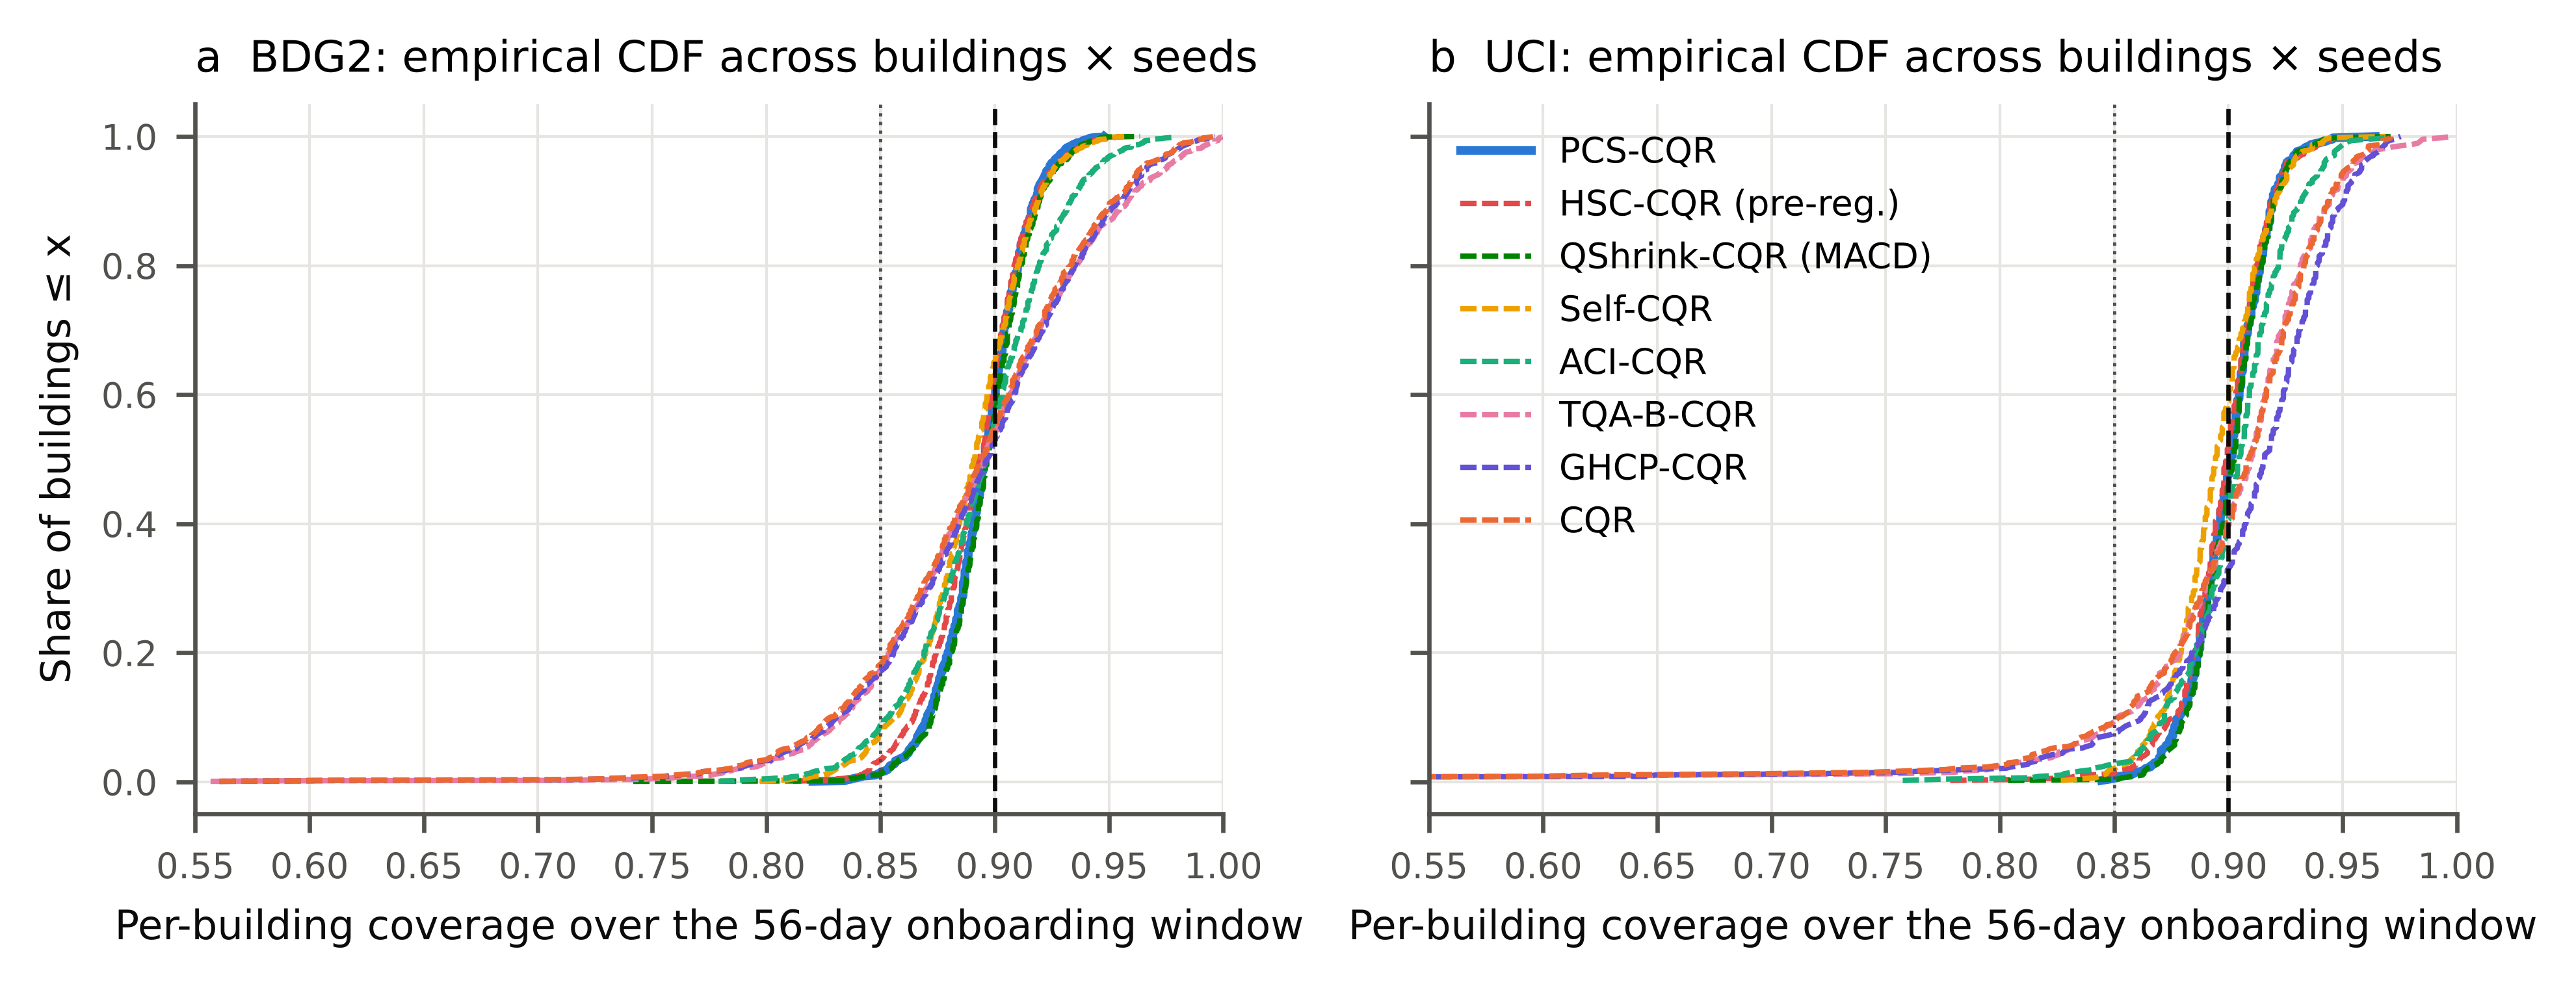 a BDG2: empirical CDF across buildings × seeds
b UCI: empirical CDF across buildings × seeds
Share of buildings ≤ x
1.0
0.8
0.6
0.4
0.2
0.0
PCS-CQR
HSC-CQR (pre-reg.)
QShrink-CQR (MACD)
Self-CQR
ACI-CQR
TQA-B-CQR
GHCP-CQR
CQR
0.55 0.60 0.65 0.70 0.75 0.80 0.85 0.90 0.95 1.00
0.55 0.60 0.65 0.70 0.75 0.80 0.85 0.90 0.95 1.00
Per-building coverage over the 56-day onboarding window
Per-building coverage over the 56-day onboarding window